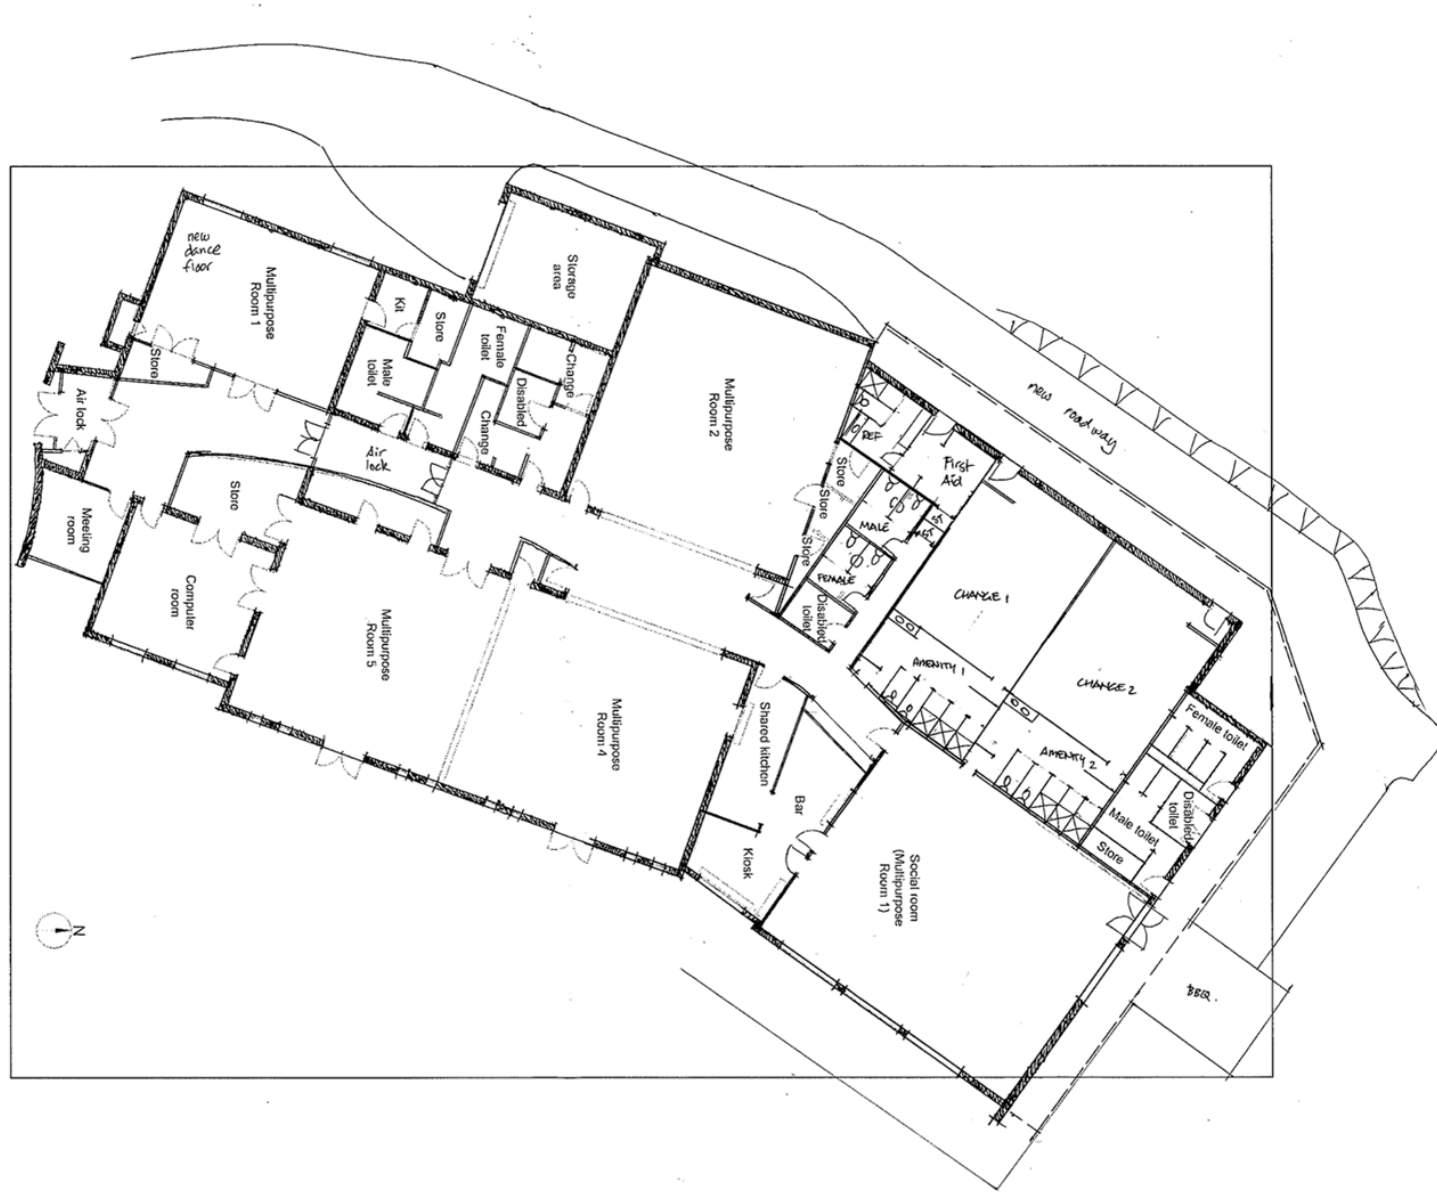 new
dance
floor
Multipurpose
Room 1
Storage
area
Kit
Store
Female
toilet
Change
Store
Male
toilet
Disabled
Change
Air lock
Air
lock
Multipurpose
Room 2
new roadway
REF
First
Aid
Store
Store
Store
MALE
FEMALE
Disabled
toilet
Store
Meeting
room
Computer
room
Multipurpose
Room 5
CHANGE 1
AMENITY 1
CHANGE 2
AMENITY 2
Female toilet
Disabled
toilet
Male toilet
Store
Multipurpose
Room 4
Shared kitchen
Bar
Kiosk
Social room
(Multipurpose
Room 1)
N
BBQ.